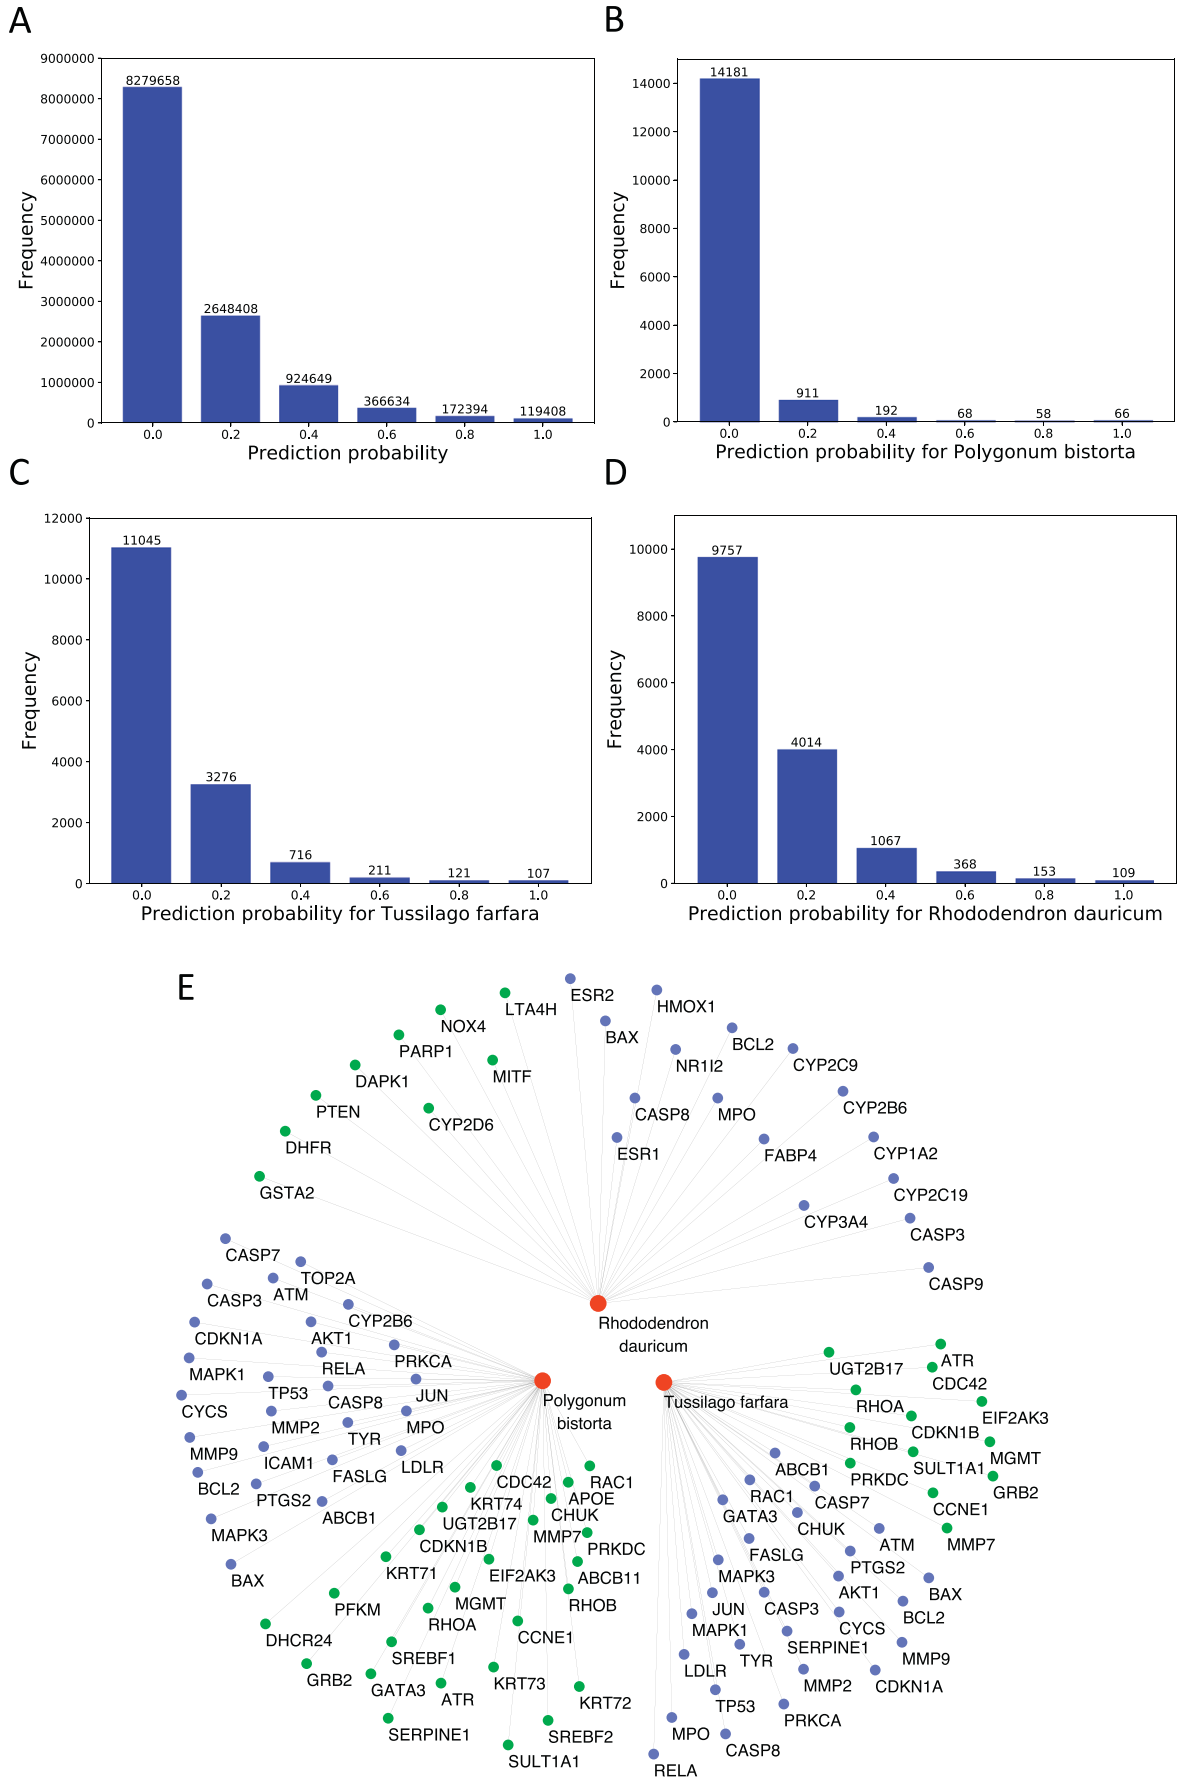 A
9000000
8000000
7000000
6000000
5000000
4000000
3000000
2000000
1000000
0
Frequency
8279658
2648408
924649
366634
172394
119408
0.0 0.2 0.4 0.6 0.8 1.0
Prediction probability
B
14000
12000
10000
8000
6000
4000
2000
0
Frequency
14181
911
192
68
58
66
0.0 0.2 0.4 0.6 0.8 1.0
Prediction probability for Polygonum bistorta
C
12000
10000
8000
6000
4000
2000
0
Frequency
11045
3276
716
211
121
107
0.0 0.2 0.4 0.6 0.8 1.0
Prediction probability for Tussilago farfara
D
10000
8000
6000
4000
2000
0
Frequency
9757
4014
1067
368
153
109
0.0 0.2 0.4 0.6 0.8 1.0
Prediction probability for Rhododendron dauricum
E
LTA4H
NOX4
PARP1
MITF
DAPK1
PTEN
CYP2D6
DHFR
GSTA2
ESR2
HMOX1
BAX
BCL2
NR1I2
CYP2C9
CASP8
MPO
CYP2B6
ESR1
FABP4
CYP1A2
CYP2C19
CYP3A4
CASP3
CASP9
Rhododendron
dauricum
CASP7
TOP2A
CASP3
ATM
CYP2B6
CDKN1A
AKT1
RELA
PRKCA
MAPK1
TP53
CASP8
JUN
CYCS
MMP2
MPO
TYR
MMP9
ICAM1
FASLG
LDLR
BCL2
PTGS2
ABCB1
MAPK3
BAX
Polygonum
bistorta
CDC42
RAC1
APOE
KRT74
CHUK
UGT2B17
MMP7
CDKN1B
PRKDC
KRT71
EIF2AK3
ABCB11
MGMT
RHOB
PFKM
RHOA
CCNE1
DHCR24
SREBF1
GRB2
GATA3
ATR
KRT73
KRT72
SERPINE1
SREBF2
SULT1A1
Tussilago farfara
UGT2B17
ATR
CDC42
RHOA
EIF2AK3
CDKN1B
RHOB
MGMT
SULT1A1
PRKDC
GRB2
CCNE1
MMP7
ABCB1
RAC1
CASP7
GATA3
CHUK
ATM
FASLG
PTGS2
MAPK3
AKT1
BAX
JUN
CASP3
BCL2
MAPK1
CYCS
SERPINE1
TYR
MMP9
LDLR
MMP2
CDKN1A
TP53
PRKCA
MPO
CASP8
RELA